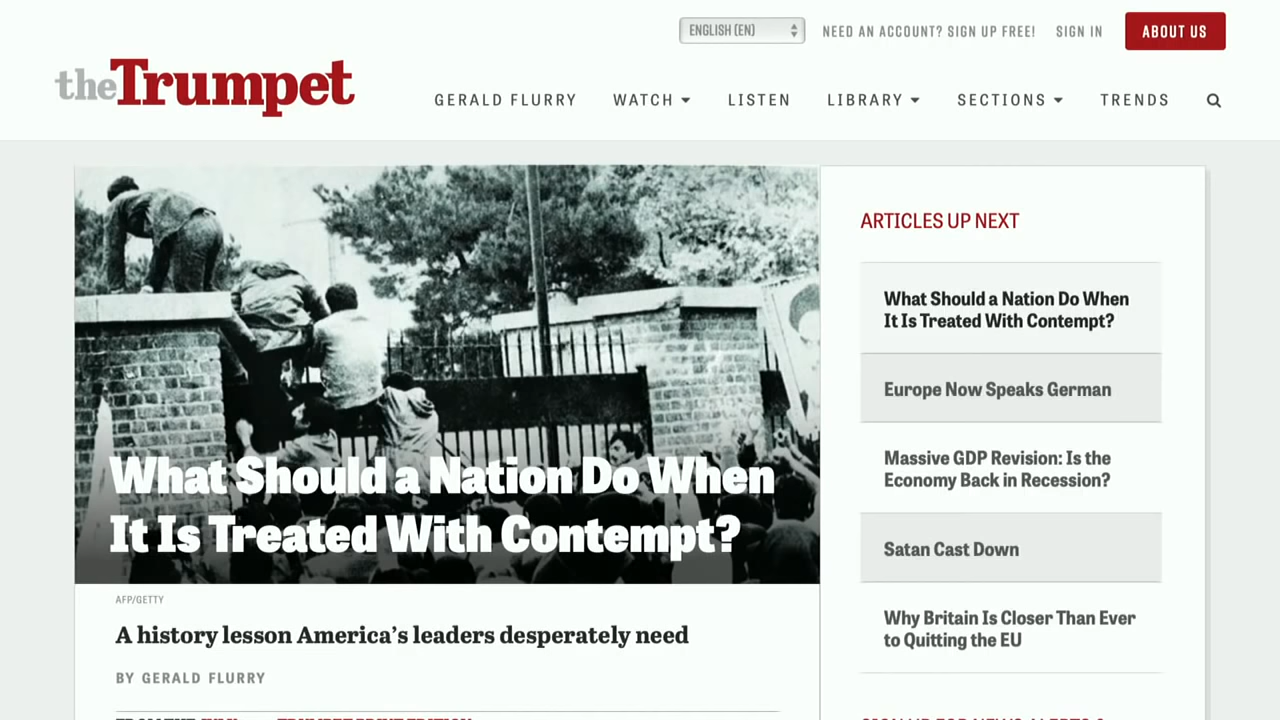 ENGLISH (EN)
NEED AN ACCOUNT? SIGN UP FREE!
SIGN IN
ABOUT US
theTrumpet
GERALD FLURRY
WATCH
LISTEN
LIBRARY
SECTIONS
TRENDS
What Should a Nation Do When
It Is Treated With Contempt?
AFP/GETTY
A history lesson America's leaders desperately need
BY GERALD FLURRY
ARTICLES UP NEXT
What Should a Nation Do When
It Is Treated With Contempt?
Europe Now Speaks German
Massive GDP Revision: Is the
Economy Back in Recession?
Satan Cast Down
Why Britain Is Closer Than Ever
to Quitting the EU